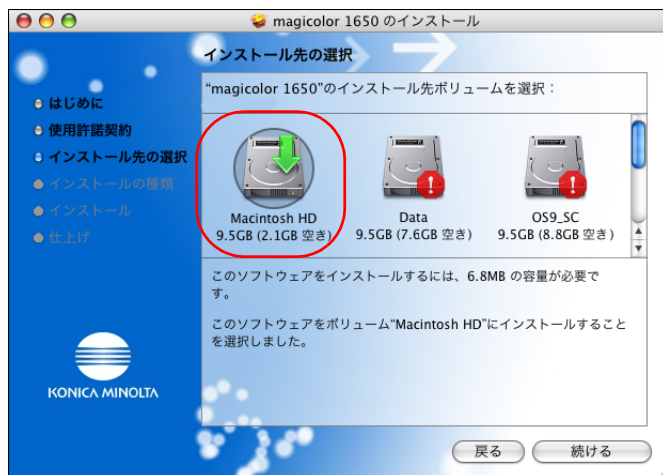 magicolor 1650 のインストール
インストール先の選択
はじめに
使用許諾契約
インストール先の選択
インストールの種類
インストール
仕上げ
KONICA MINOLTA
"magicolor 1650"のインストール先ボリュームを選択：
Macintosh HD
9.5GB (2.1GB 空き)
Data
9.5GB (7.6GB 空き)
OS9_SC
9.5GB (8.8GB 空き)
このソフトウェアをインストールするには、6.8MB の容量が必要で
す。
このソフトウェアをボリューム"Macintosh HD"にインストールすること
を選択しました。
戻る
続ける